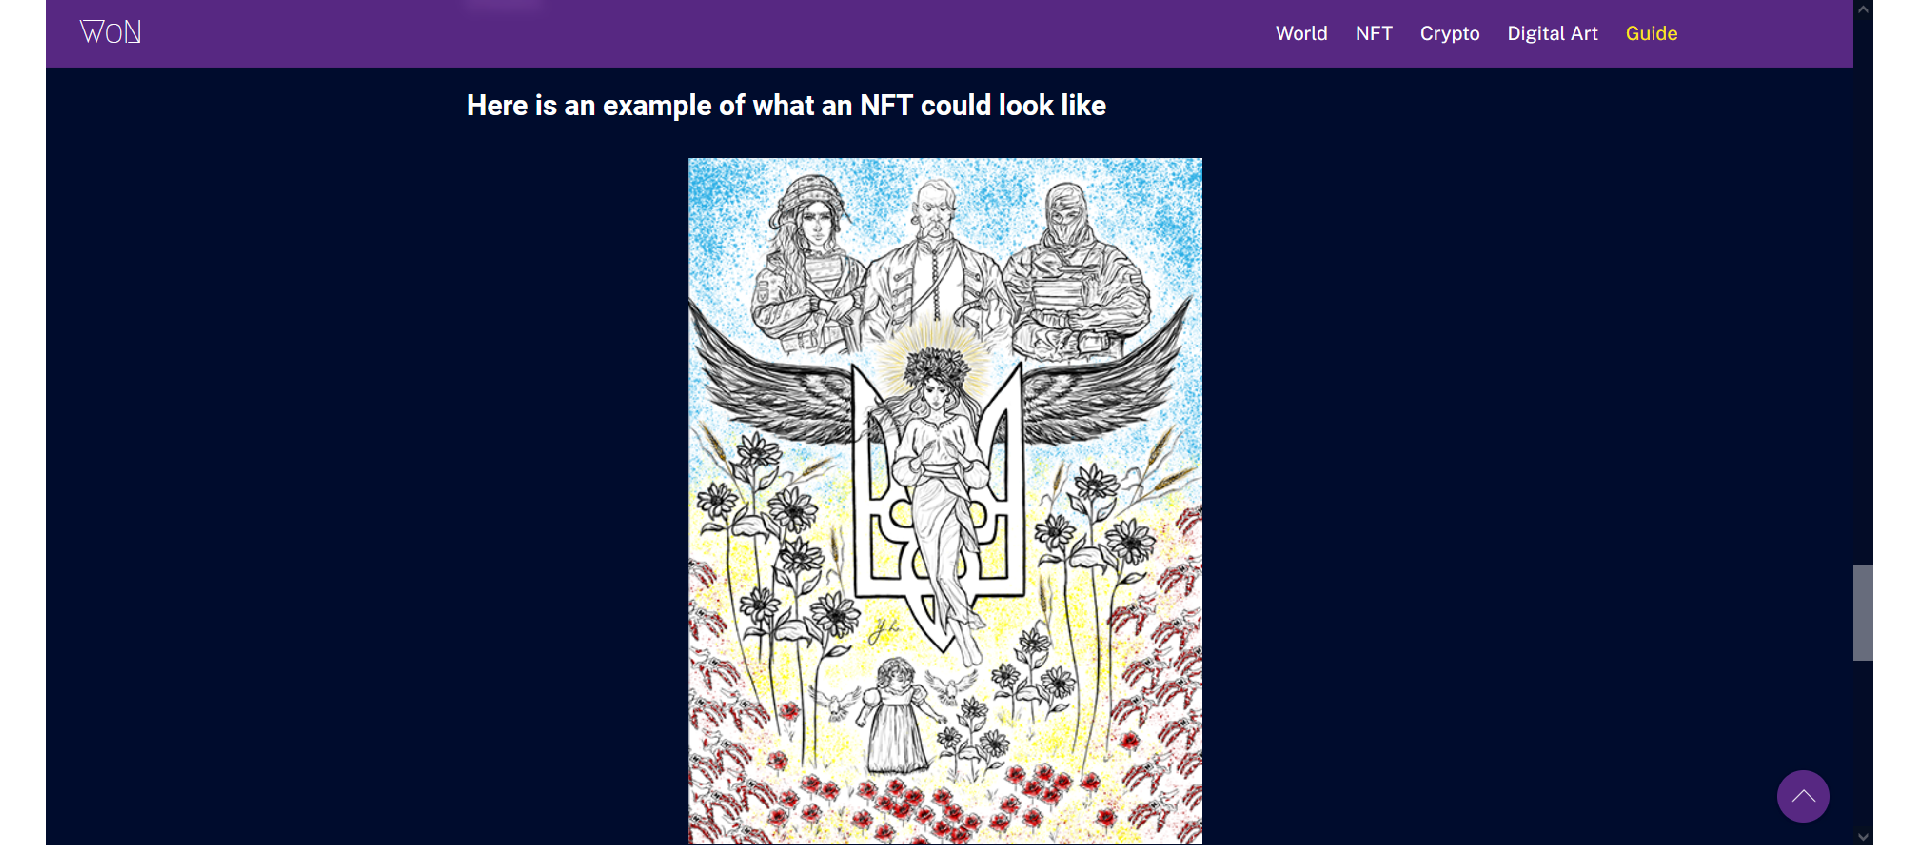 WoN
World NFT Crypto Digital Art Guide
Here is an example of what an NFT could look like